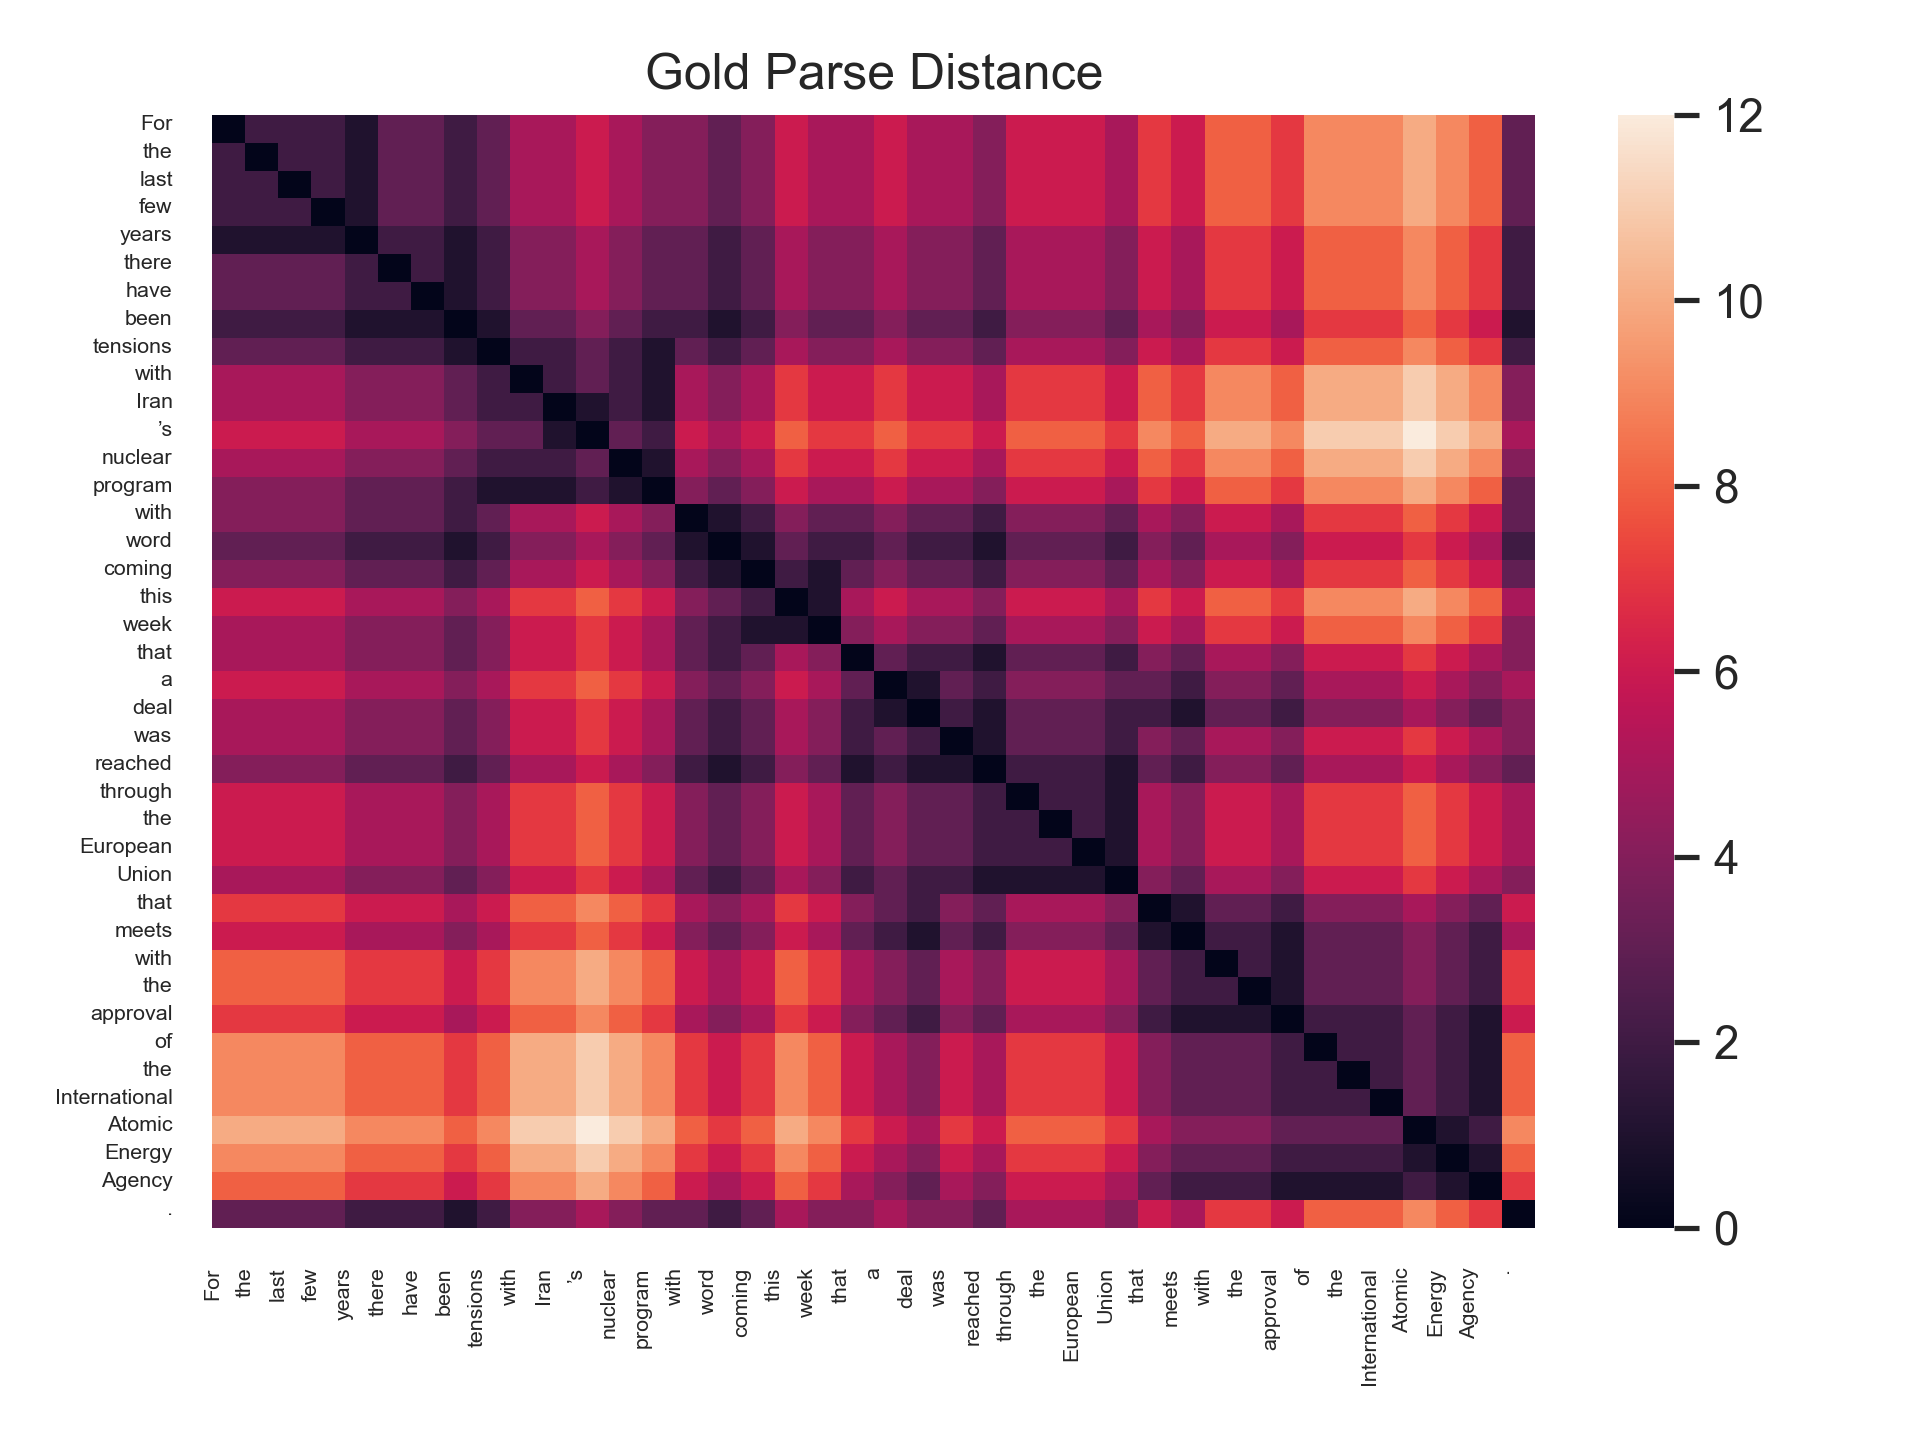 Gold Parse Distance
For
the
last
few
years
there
have
been
tensions
with
Iran
’s
nuclear
program
with
word
coming
this
week
that
a
deal
was
reached
through
the
European
Union
that
meets
with
the
approval
of
the
International
Atomic
Energy
Agency
.
For
the
last
few
years
there
have
been
tensions
with
Iran
’s
nuclear
program
with
word
coming
this
week
that
a
deal
was
reached
through
the
European
Union
that
meets
with
the
approval
of
the
International
Atomic
Energy
Agency
.
12
10
8
6
4
2
0